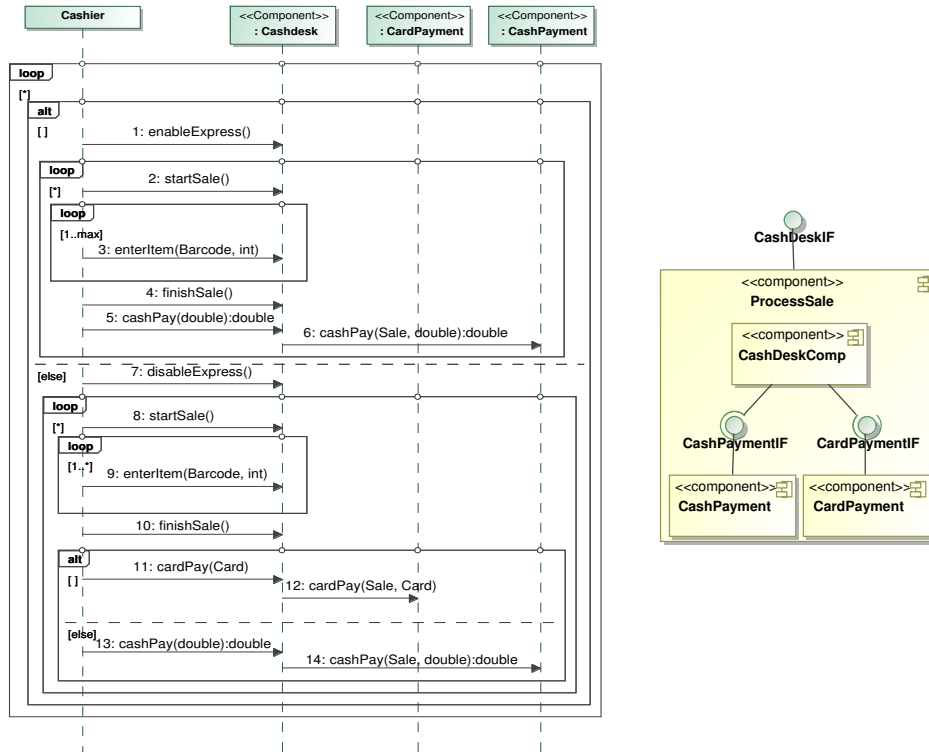 Cashier
<<Component>>
: Cashdesk
<<Component>>
: CardPayment
<<Component>>
: CashPayment
loop
[*]
alt
[ ]
1: enableExpress()
loop
[*]
2: startSale()
loop
[1..max]
3: enterItem(Barcode, int)
4: finishSale()
5: cashPay(double):double
6: cashPay(Sale, double):double
[else]
7: disableExpress()
loop
[*]
8: startSale()
loop
[1..*]
9: enterItem(Barcode, int)
10: finishSale()
alt
[ ]
11: cardPay(Card)
12: cardPay(Sale, Card)
[else]
13: cashPay(double):double
14: cashPay(Sale, double):double
CashDeskIF
<<component>>
ProcessSale
<<component>>
CashDeskComp
CashPaymentIF
CardPaymentIF
<<component>>
CashPayment
<<component>>
CardPayment